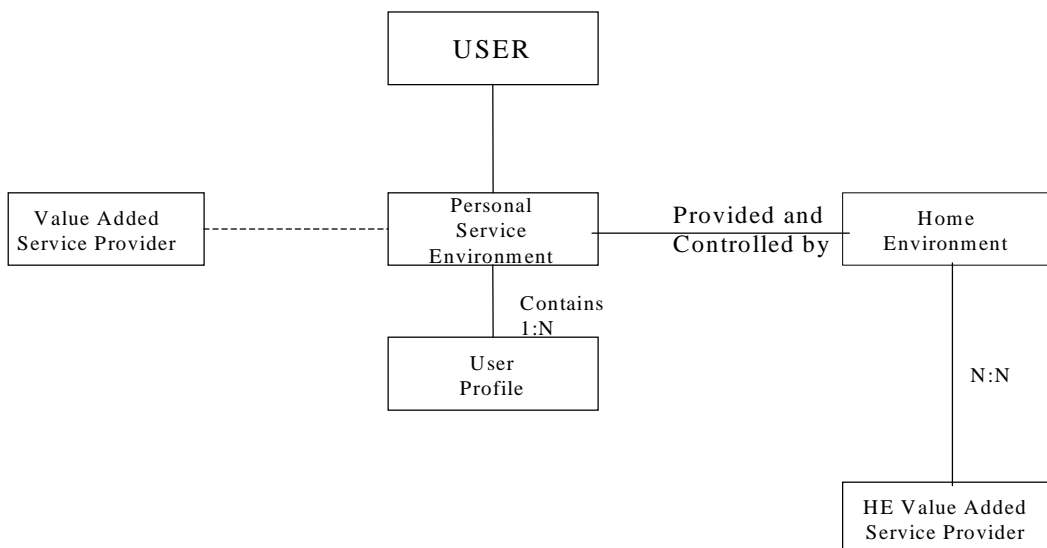 USER
Value Added
Service Provider
Personal
Service
Environment
Provided and
Controlled by
Home
Environment
Contains
1:N
User
Profile
N:N
HE Value Added
Service Provider